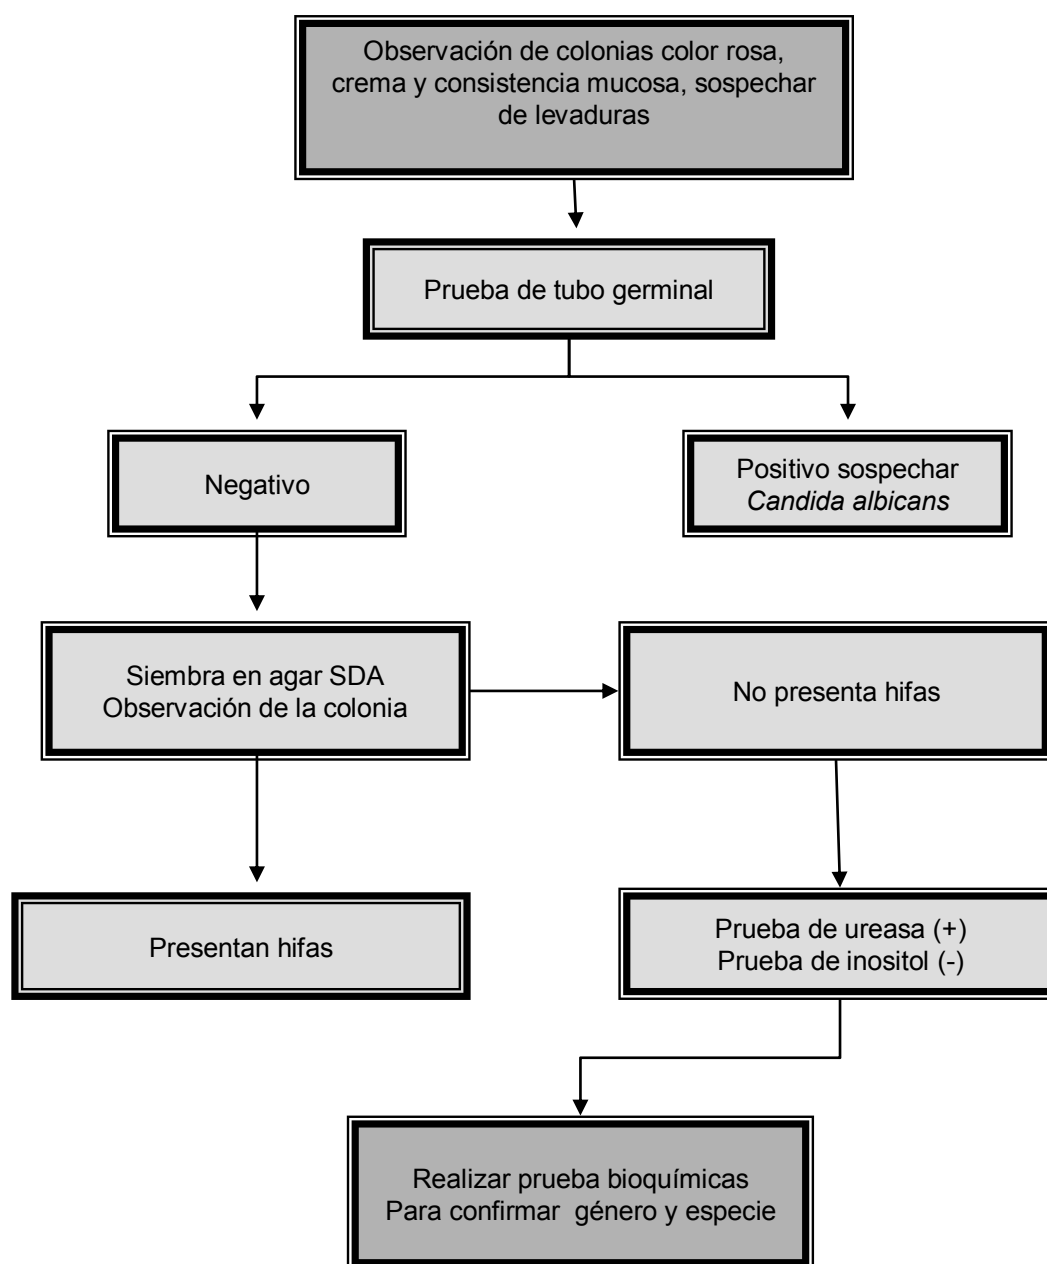 Observación de colonias color rosa,
crema y consistencia mucosa, sospechar
de levaduras
Prueba de tubo germinal
Negativo
Positivo sospechar
Candida albicans
Siembra en agar SDA
Observación de la colonia
No presenta hifas
Presentan hifas
Prueba de ureasa (+)
Prueba de inositol (-)
Realizar prueba bioquímicas
Para confirmar género y especie